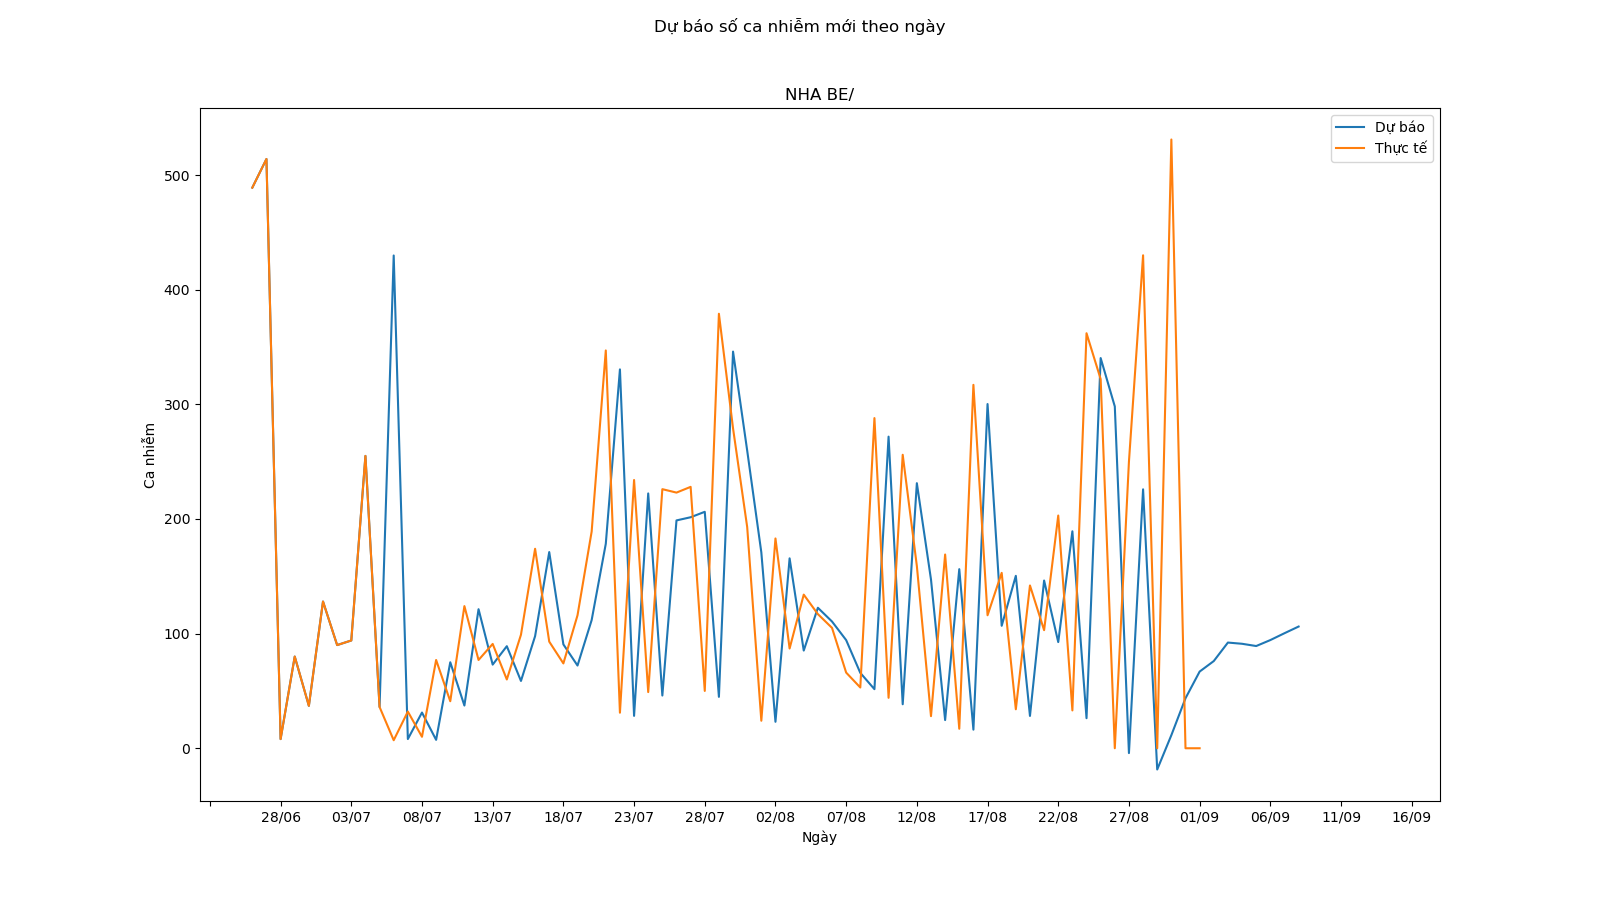 Dự báo số ca nhiễm mới theo ngày
NHA BE/
Dự báo
Thực tế
500
400
300
200
100
0
Ca nhiễm
28/06 03/07 08/07 13/07 18/07 23/07 28/07 02/08 07/08 12/08 17/08 22/08 27/08 01/09 06/09 11/09 16/09
Ngày